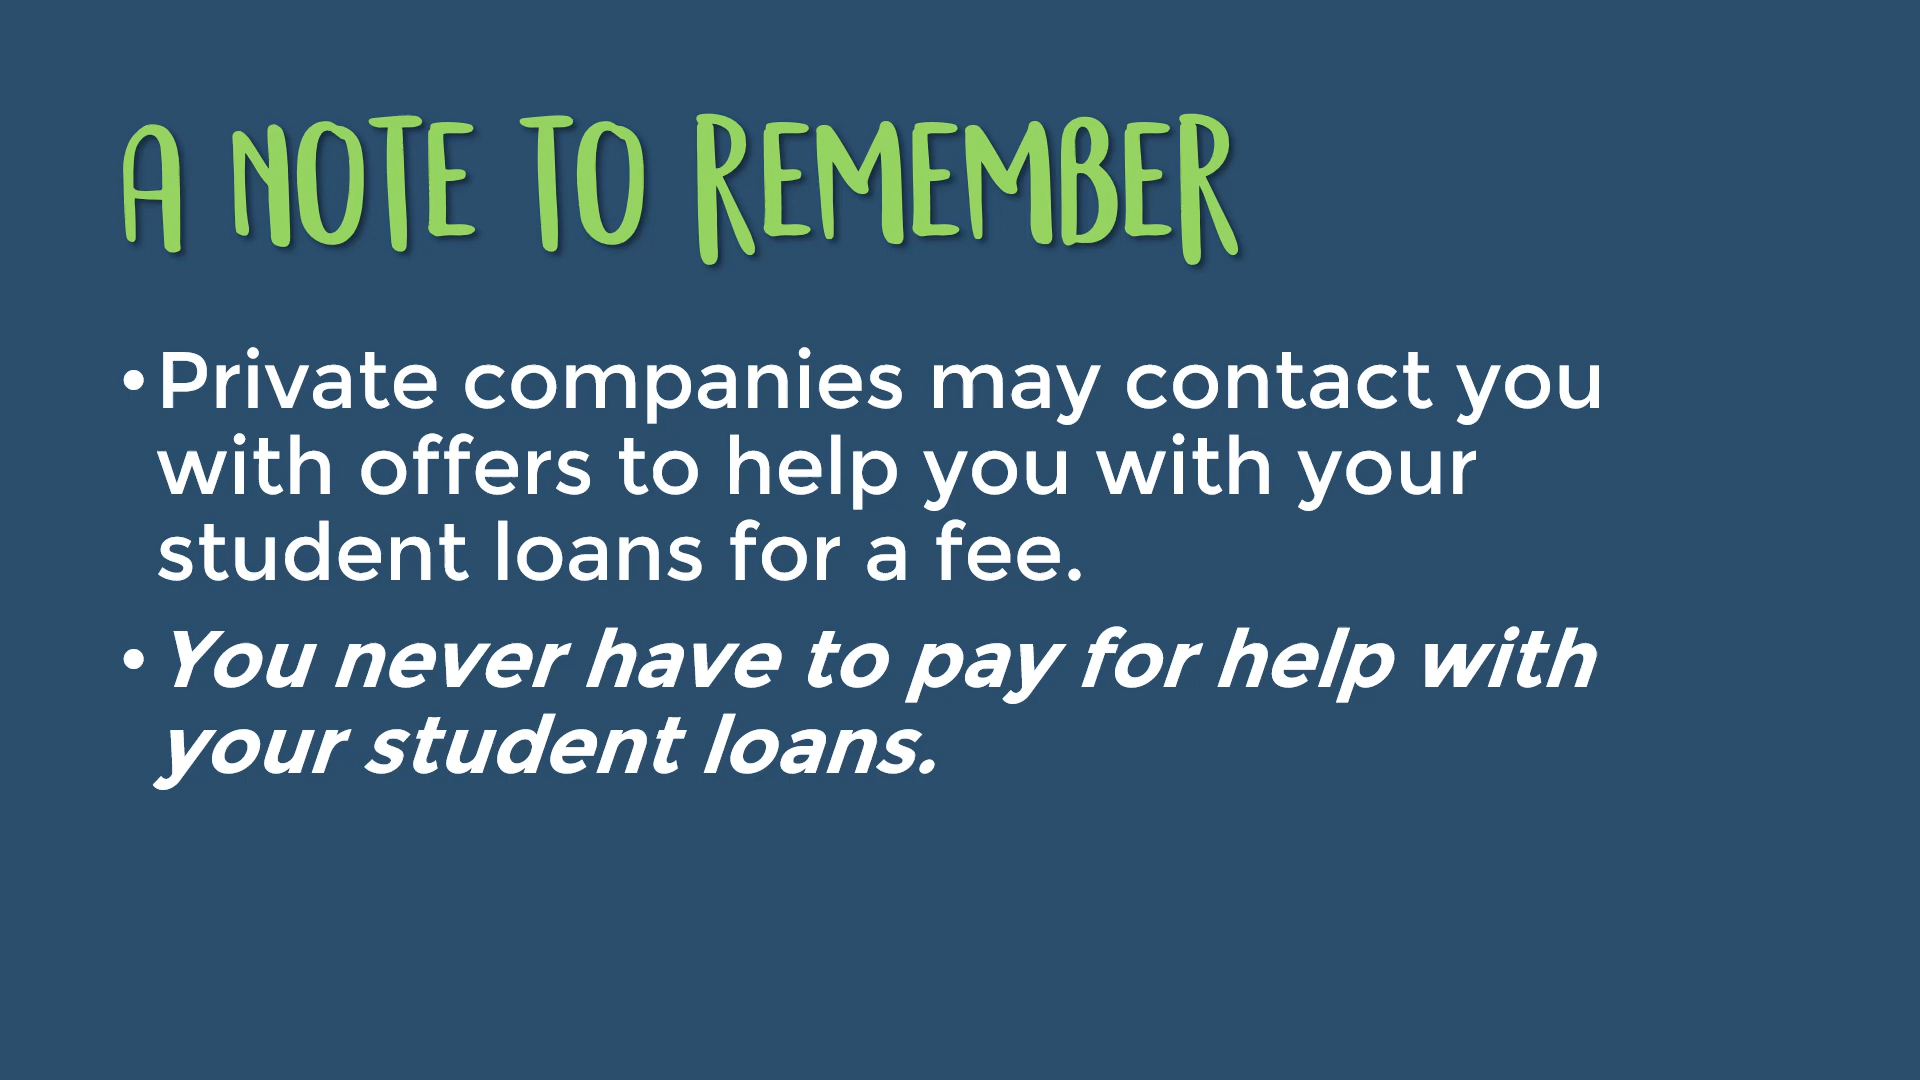 A NOTE TO REMEMBER
•Private companies may contact you
with offers to help you with your
student loans for a fee.
•You never have to pay for help with
your student loans.